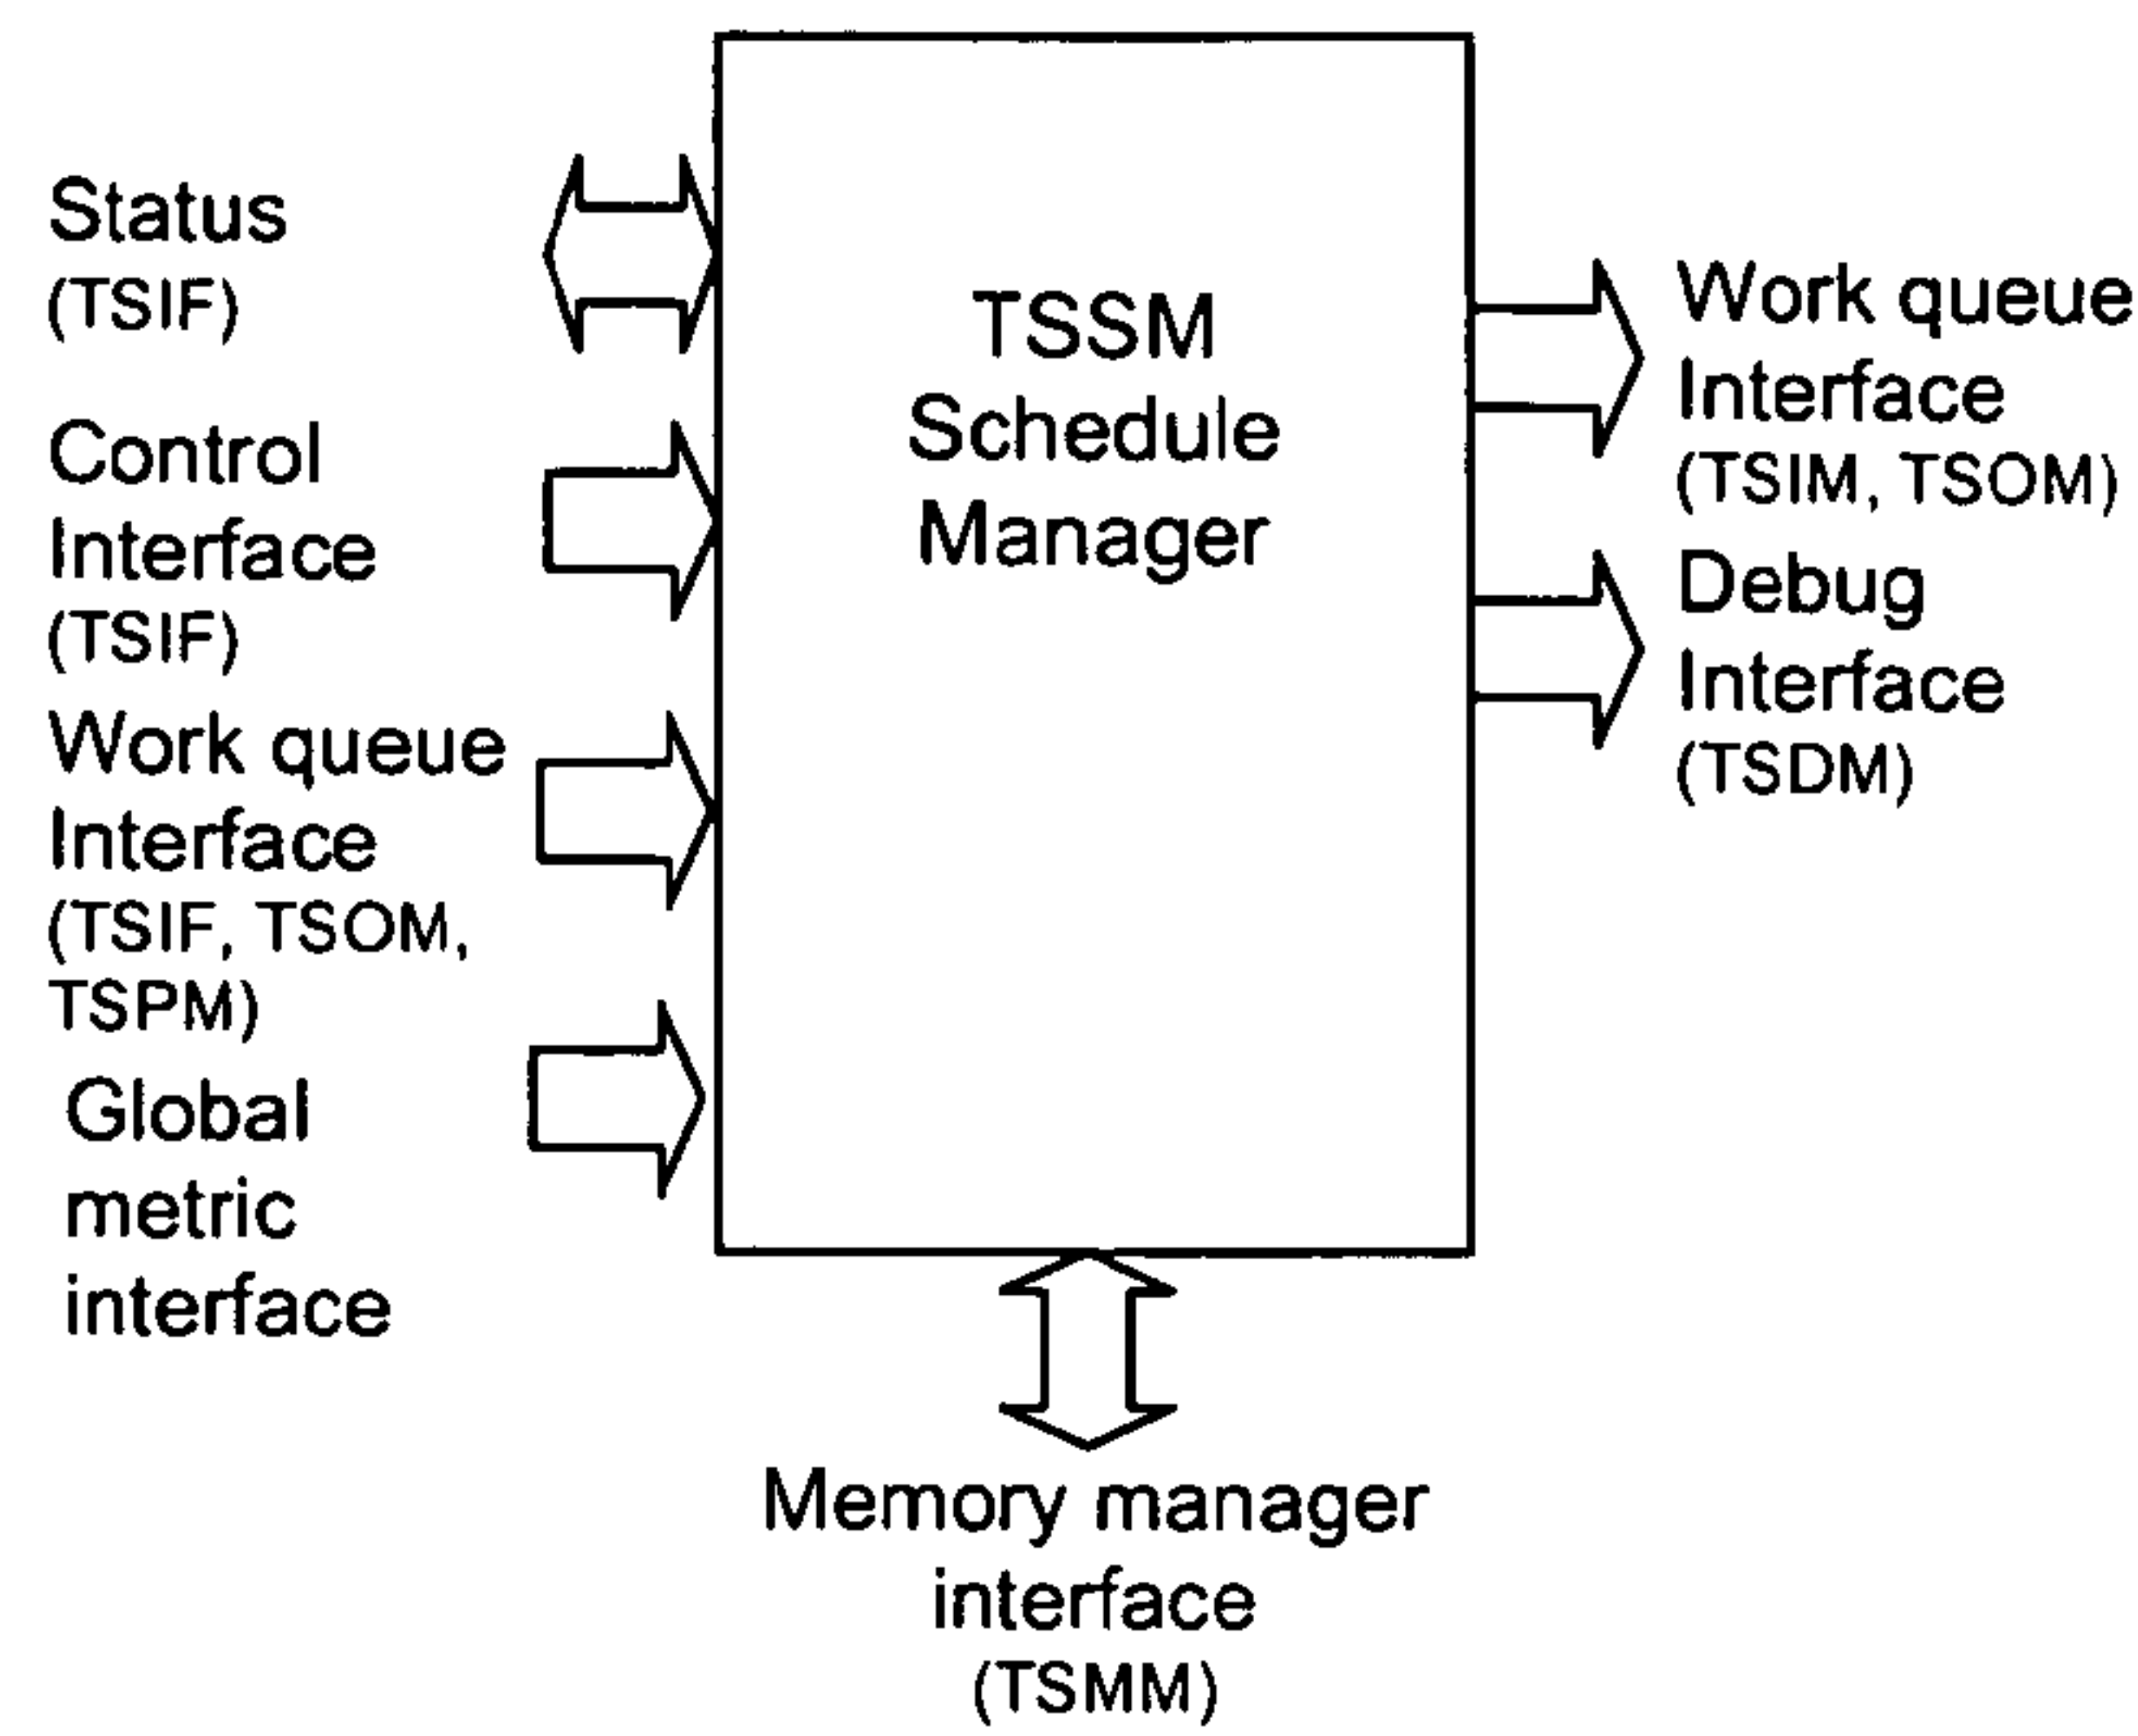 Status
(TSIF)
Control
Interface
(TSIF)
Work queue
Interface
(TSIF, TSOM,
TSPM)
Global
metric
interface
TSSM
Schedule
Manager
Work queue
Interface
(TSIM, TSOM)
Debug
Interface
(TSDM)
Memory manager
interface
(TSMM)